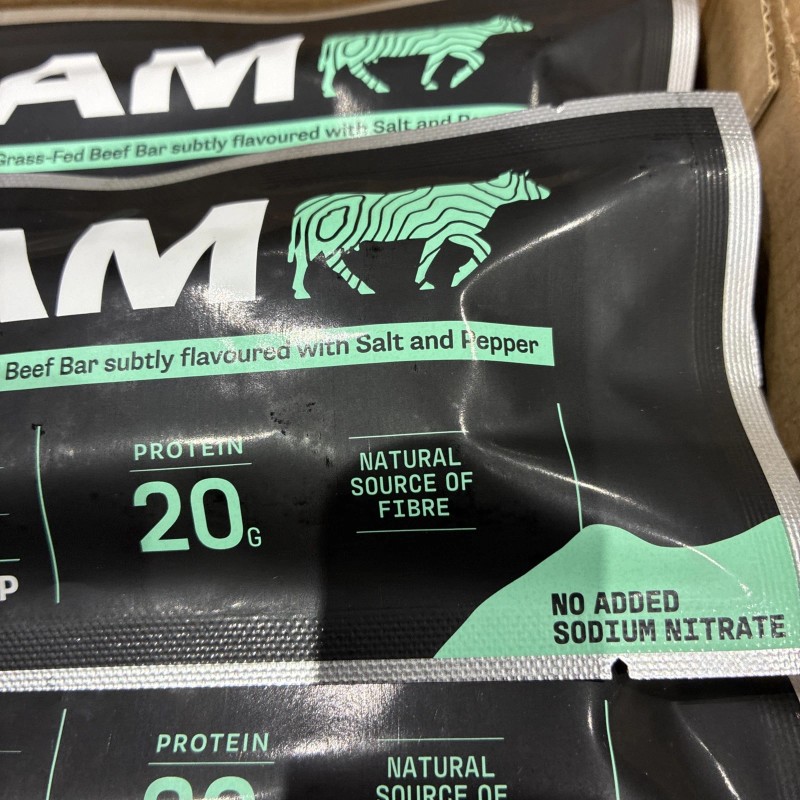 AM
Grass-Fed Beef Bar subtly flavoured with Salt and
AM
Beef Bar subtly flavoured with Salt and Pepper
PROTEIN
20G
NATURAL
SOURCE OF
FIBRE
P
NO ADDED
SODIUM NITRATE
PROTEIN
20
NATURAL
SOURCE OF